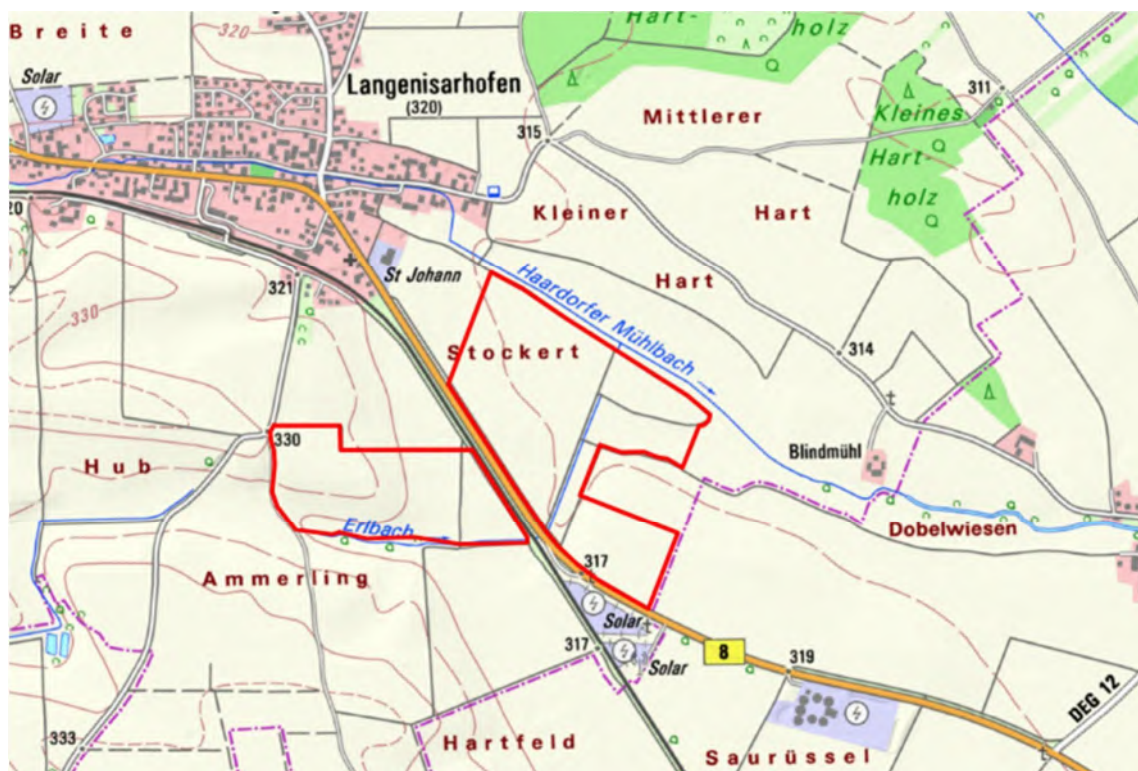 Breite
320
Hart-
holz
Solar
Langenisarhofen
(320)
311
Kleines
Mittlerer
315
Hart-
holz
20
Kleiner
Hart
St Johann
321
Hart
Haardorfer Mühlbach
330
Stockert
314
t
330
Blindmühl
Hub
Erlbach
Dobelwiesen
Ammerling
317
Solar
t
317
Solar
8
319
DEG 12
333
Hartfeld
Saurüssel
t